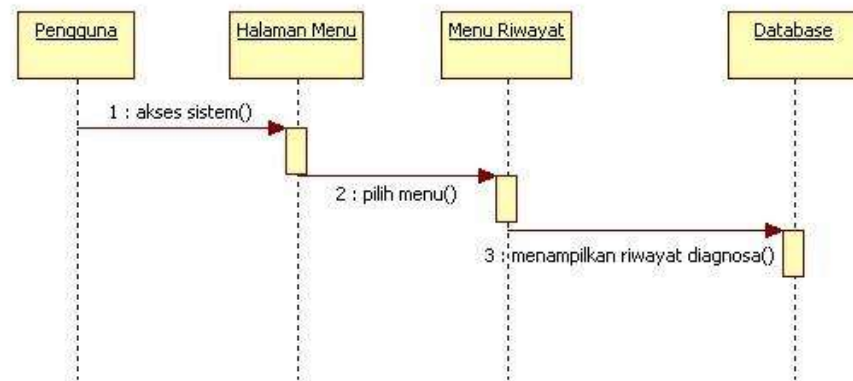 Pengguna
Halaman Menu
Menu Riwayat
Database
1 : akses sistem()
2 : pilih menu()
3 : menampilkan riwayat diagnosa()